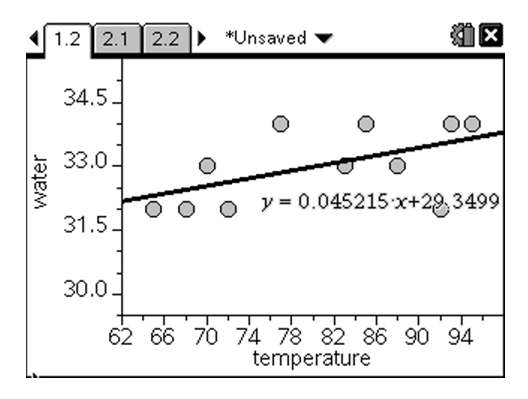 1.2 2.1 2.2 *Unsaved
34.5
33.0
31.5
30.0
water
y = 0.045215·x+29.3499
62 66 70 74 78 82 86 90 94
temperature